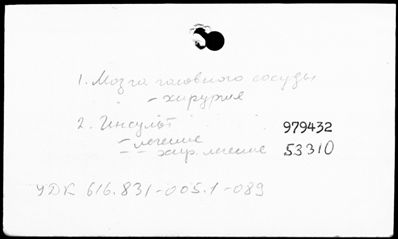 1. Мозга головного сосуды
- хирургия
2. Инсульт 979432
- лечение
- - хир. лечение 53310
УДК 616.831-005.1-089